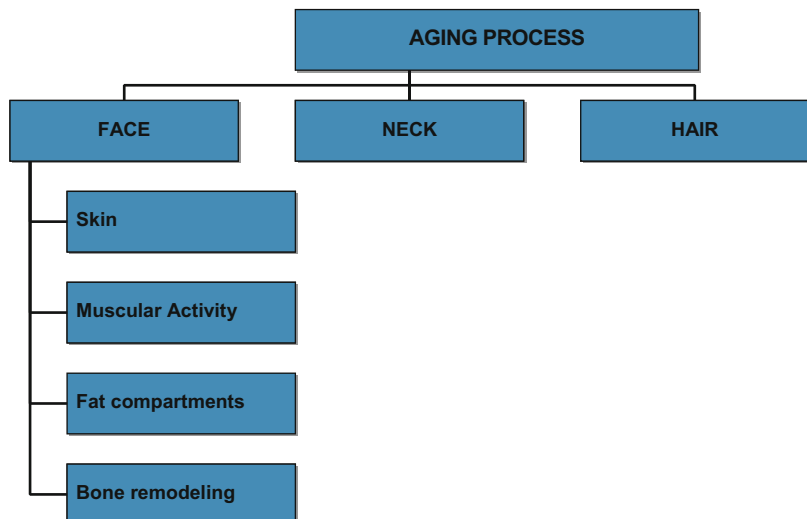 AGING PROCESS
FACE
NECK
HAIR
Skin
Muscular Activity
Fat compartments
Bone remodeling